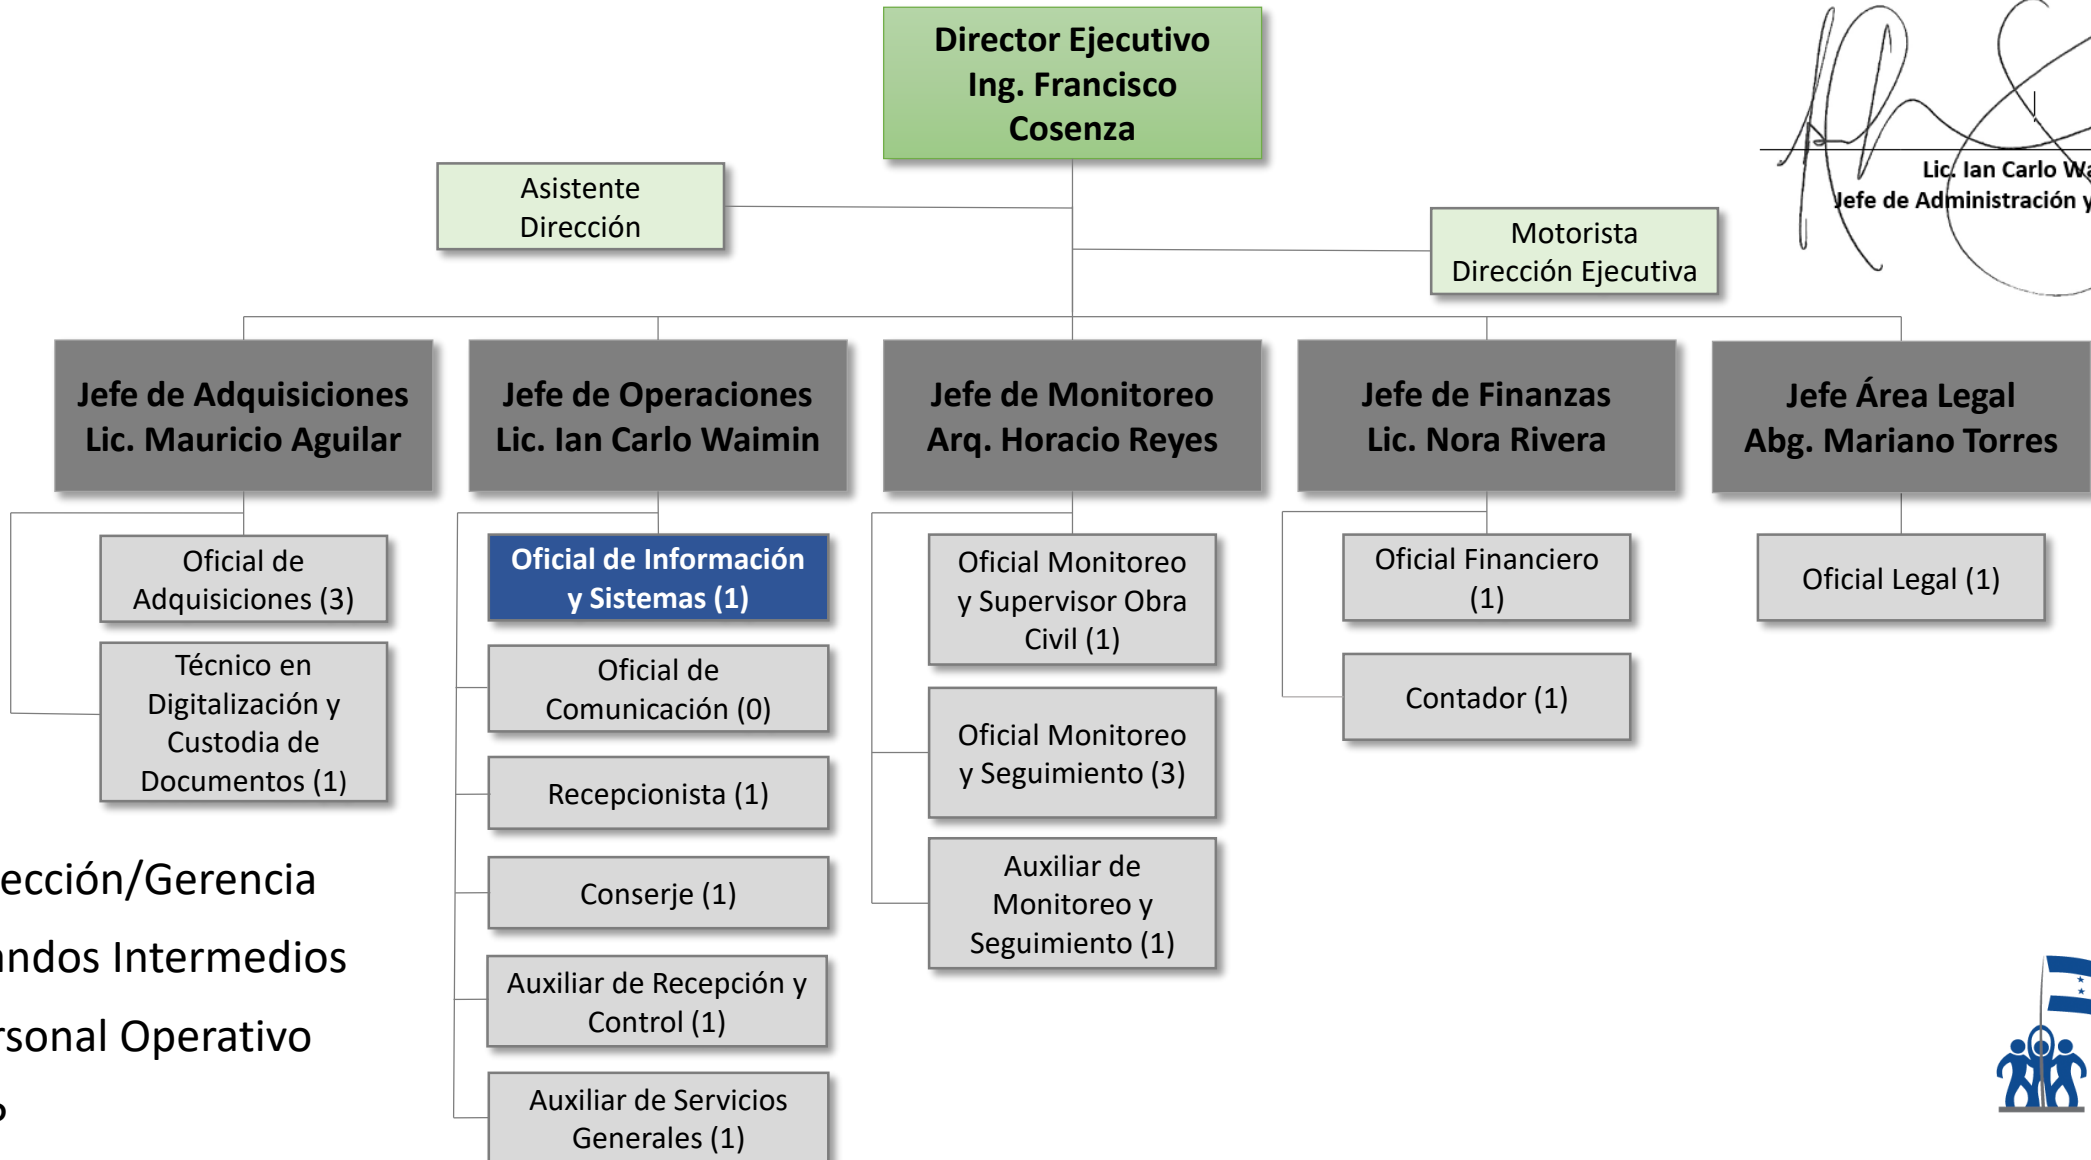 Director Ejecutivo
Ing. Francisco
Cosenza
Lic. Ian Carlo
Jefe de Administración y
Asistente
Dirección
Motorista
Dirección Ejecutiva
Jefe de Adquisiciones
Lic. Mauricio Aguilar
Jefe de Operaciones
Lic. Ian Carlo Waimin
Jefe de Monitoreo
Arq. Horacio Reyes
Jefe de Finanzas
Lic. Nora Rivera
Jefe Área Legal
Abg. Mariano Torres
Oficial de
Adquisiciones (3)
Técnico en
Digitalización y
Custodia de
Documentos (1)
Oficial de Información
y Sistemas (1)
Oficial de
Comunicación (0)
Recepcionista (1)
Conserje (1)
Auxiliar de Recepción y
Control (1)
Auxiliar de Servicios
Generales (1)
Oficial Monitoreo
y Supervisor Obra
Civil (1)
Oficial Monitoreo
y Seguimiento (3)
Auxiliar de
Monitoreo y
Seguimiento (1)
Oficial Financiero
(1)
Contador (1)
Oficial Legal (1)
ección/Gerencia
andos Intermedios
rsonal Operativo